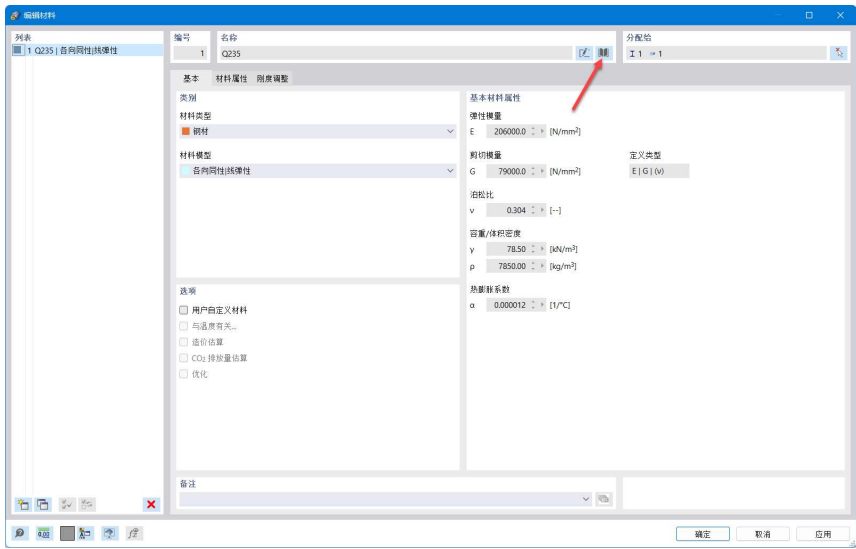 编辑材料
列表
1 Q235 | 各向同性|线弹性
编号
1
名称
Q235
分配给
1 1
基本 材料属性 刚度调整
类别
材料类型
钢材
材料模型
各向同性|线弹性
选项
用户自定义材料
与温度有关...
造价估算
CO2 排放量估算
优化
基本材料属性
弹性模量
E 206000.0 [N/mm²]
剪切模量
G 79000.0 [N/mm²]
定义类型
E | G | (ν)
泊松比
ν 0.304 [--]
容重/体积密度
γ 78.50 [kN/m³]
ρ 7850.00 [kg/m³]
热膨胀系数
α 0.000012 [1/°C]
备注
0,00
确定 取消 应用